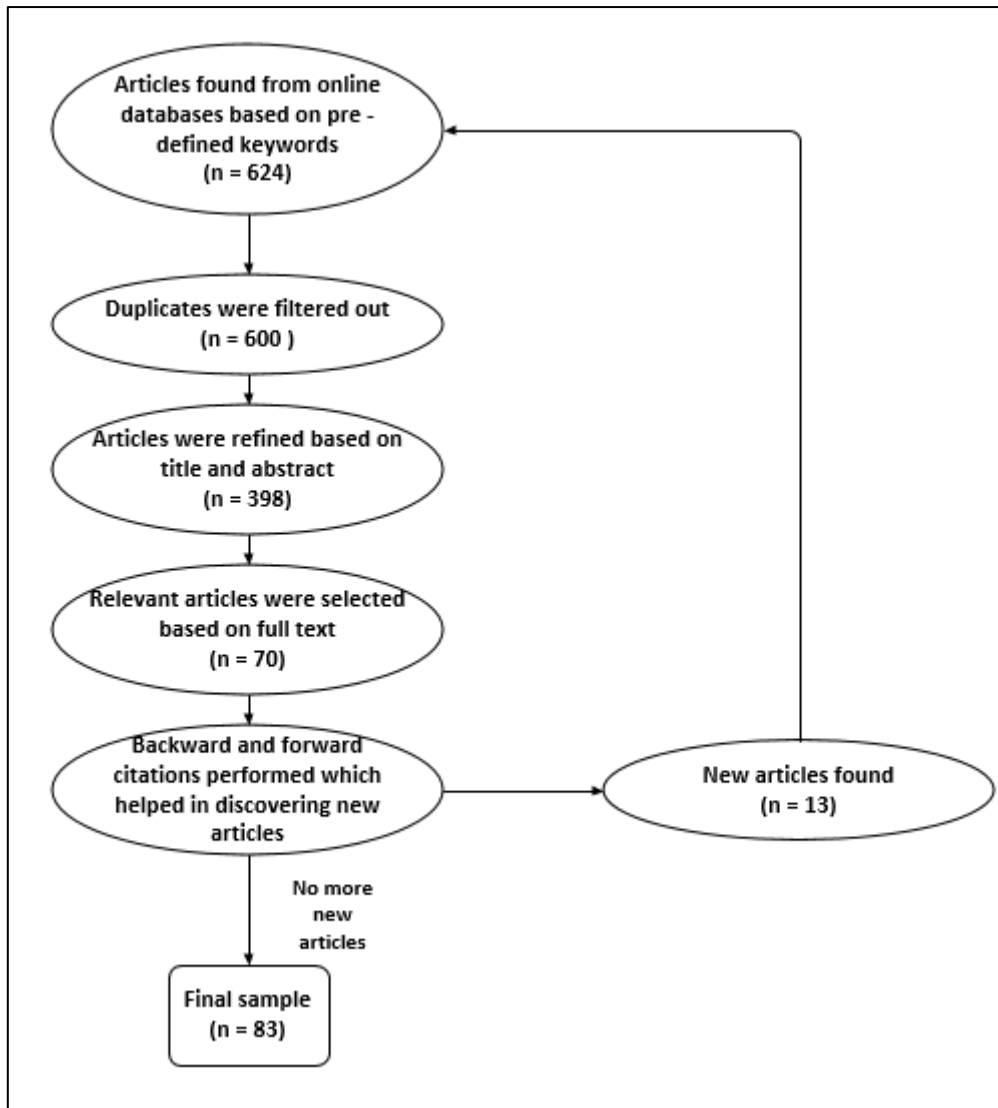 Articles found from online
databases based on pre -
defined keywords
(n = 624)
Duplicates were filtered out
(n = 600 )
Articles were refined based on
title and abstract
(n = 398)
Relevant articles were selected
based on full text
(n = 70)
Backward and forward
citations performed which
helped in discovering new
articles
New articles found
(n = 13)
No more
new
articles
Final sample
(n = 83)